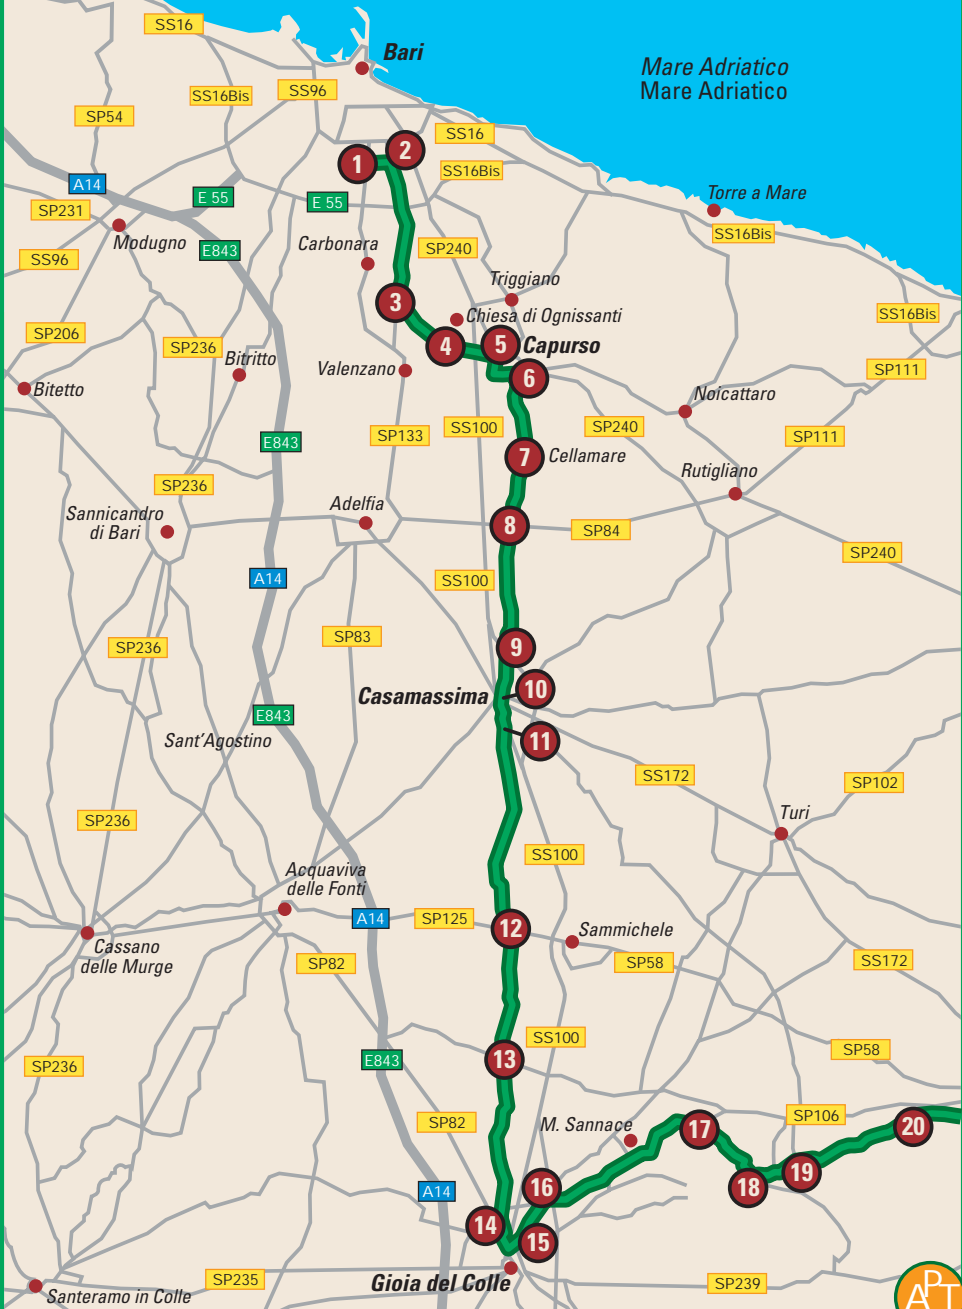 SS16
Bari
Mare Adriatico
Mare Adriatico
SS16Bis
SS96
SP54
SS16
1
2
SS16Bis
A14
E 55
E 55
Torre a Mare
SP231
Modugno
E843
Carbonara
SP240
SS16Bis
SS96
Triggiano
3
Chiesa di Ognissanti
SS16Bis
SP206
SP236
Bitritto
4
5
Capurso
Valenzano
6
SP111
Bitetto
Noicattaro
SP133
SS100
SP240
SP111
E843
7
Cellamare
Rutigliano
SP236
Sannicandro
di Bari
Adelfia
8
SP84
SP240
A14
SS100
SP236
SP83
9
Casamassima
10
E843
Sant'Agostino
11
SS172
SP102
SP236
Turi
SS100
Acquaviva
delle Fonti
A14
SP125
12
Sammichele
Cassano
delle Murge
SP82
SP58
SS172
SS100
SP58
SP236
E843
13
SP82
M. Sannace
17
SP106
20
A14
16
18
19
14
15
SP235
Gioia del Colle
SP239
Santeramo in Colle
APT